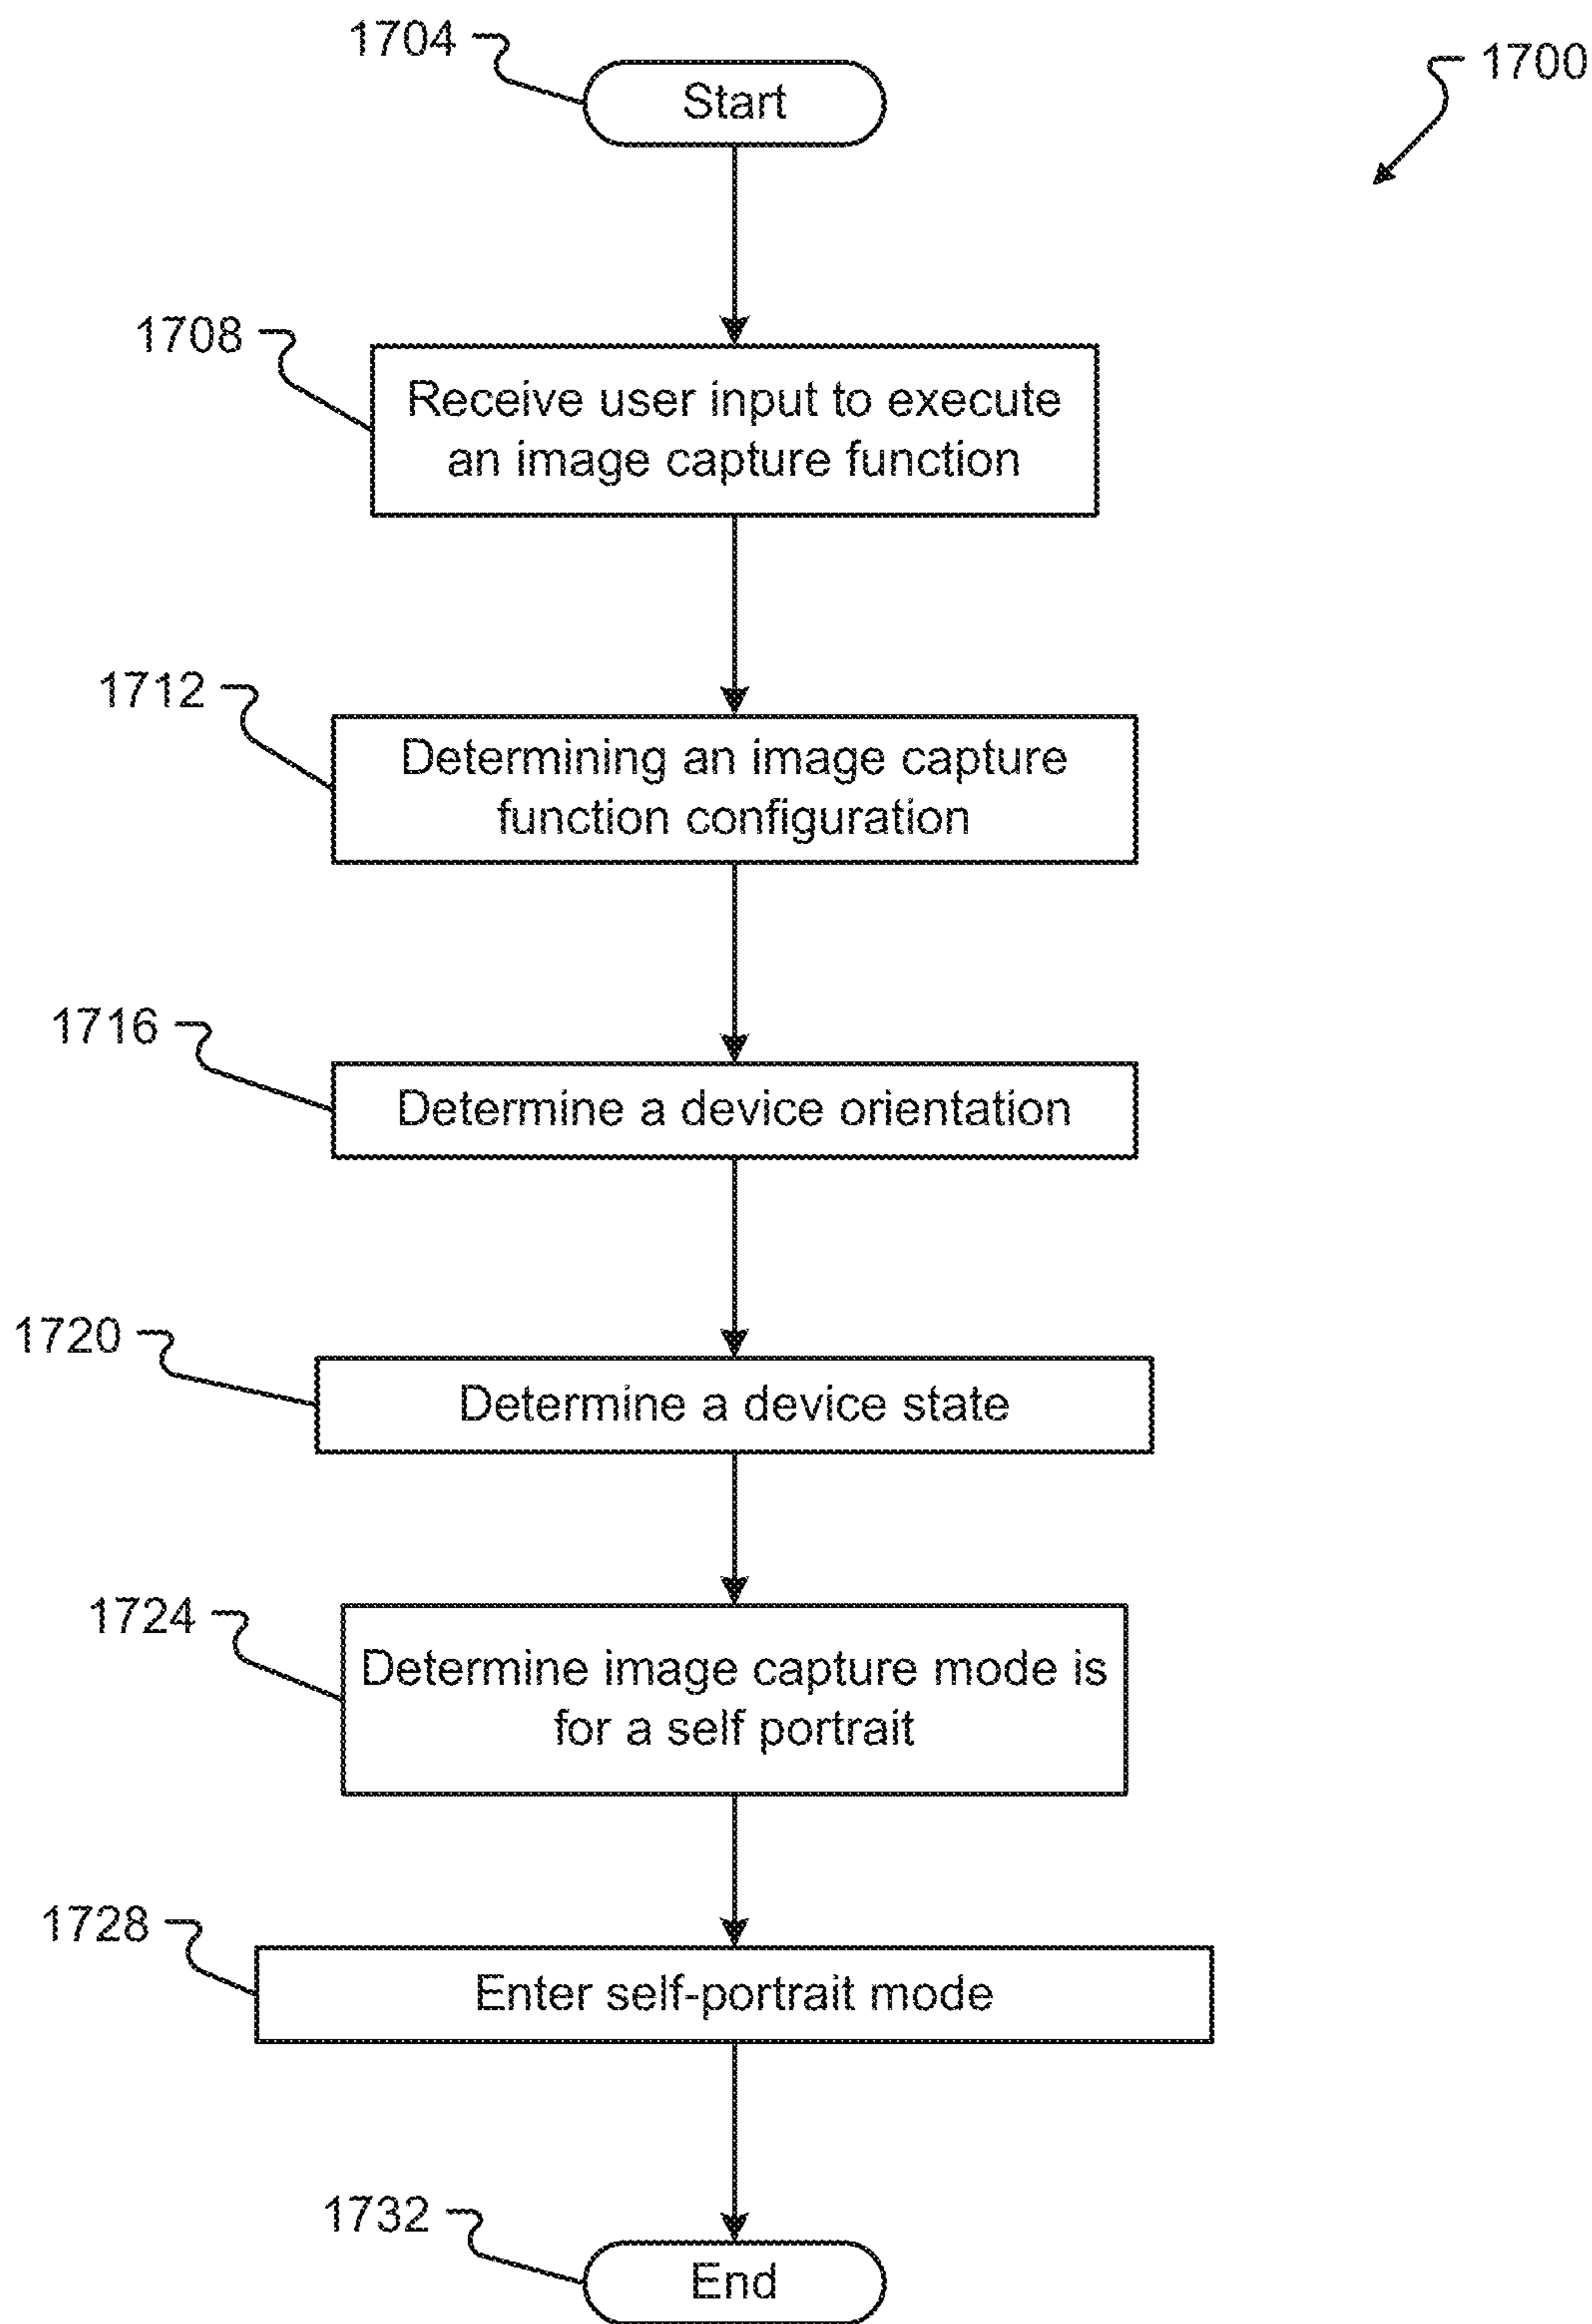 1704
Start
1700
1708
Receive user input to execute
an image capture function
1712
Determining an image capture
function configuration
1716
Determine a device orientation
1720
Determine a device state
1724
Determine image capture mode is
for a self portrait
1728
Enter self-portrait mode
1732
End